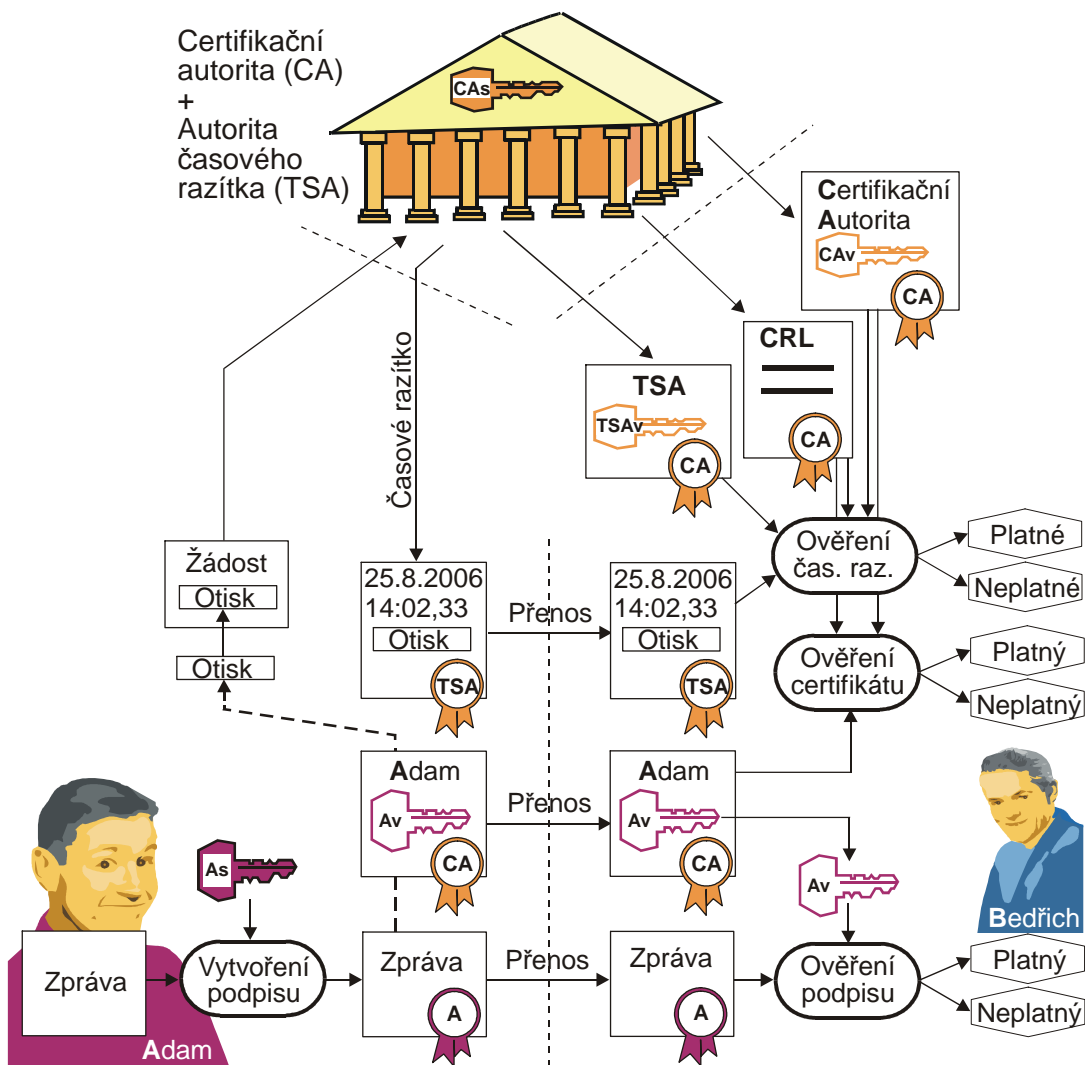 Certifikační
autorita (CA)
+
Autorita
časového
razítka (TSA)
CAs
Certifikační
Autorita
CAv
CA
CRL
CA
TSA
TSAv
CA
Časové razítko
Žádost
Otisk
Otisk
25.8.2006
14:02,33
Otisk
TSA
Přenos
25.8.2006
14:02,33
Otisk
TSA
Ověření
čas. raz.
Platné
Neplatné
Ověření
certifikátu
Platný
Neplatný
Adam
Av
CA
Přenos
Adam
Av
CA
Av
Bedřich
As
Zpráva
Adam
Vytvoření
podpisu
Zpráva
A
Přenos
Zpráva
A
Ověření
podpisu
Platný
Neplatný